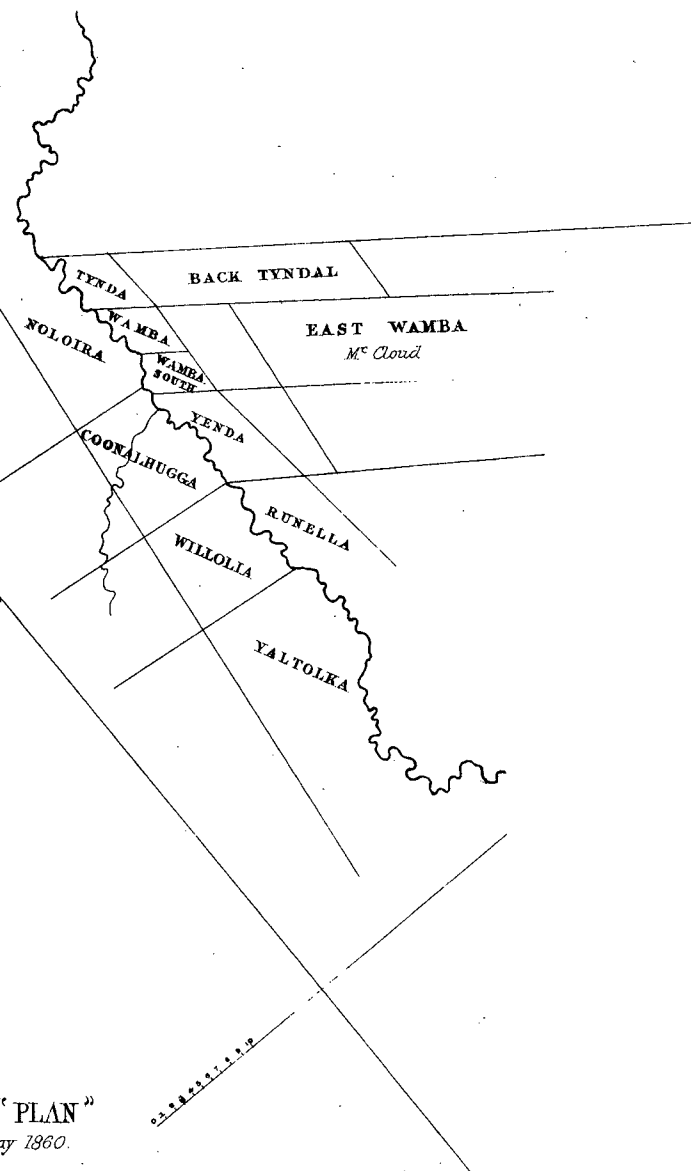 BACK TYNDAL
TYNDA
WAMBA
NOLOIRA
EAST WAMBA
Mc Cloud
WAMBA
SOUTH
YENDA
COONALHUGGA
RUNELLA
WILLOLIA
YALTOLKA
"PLAN"
1860.